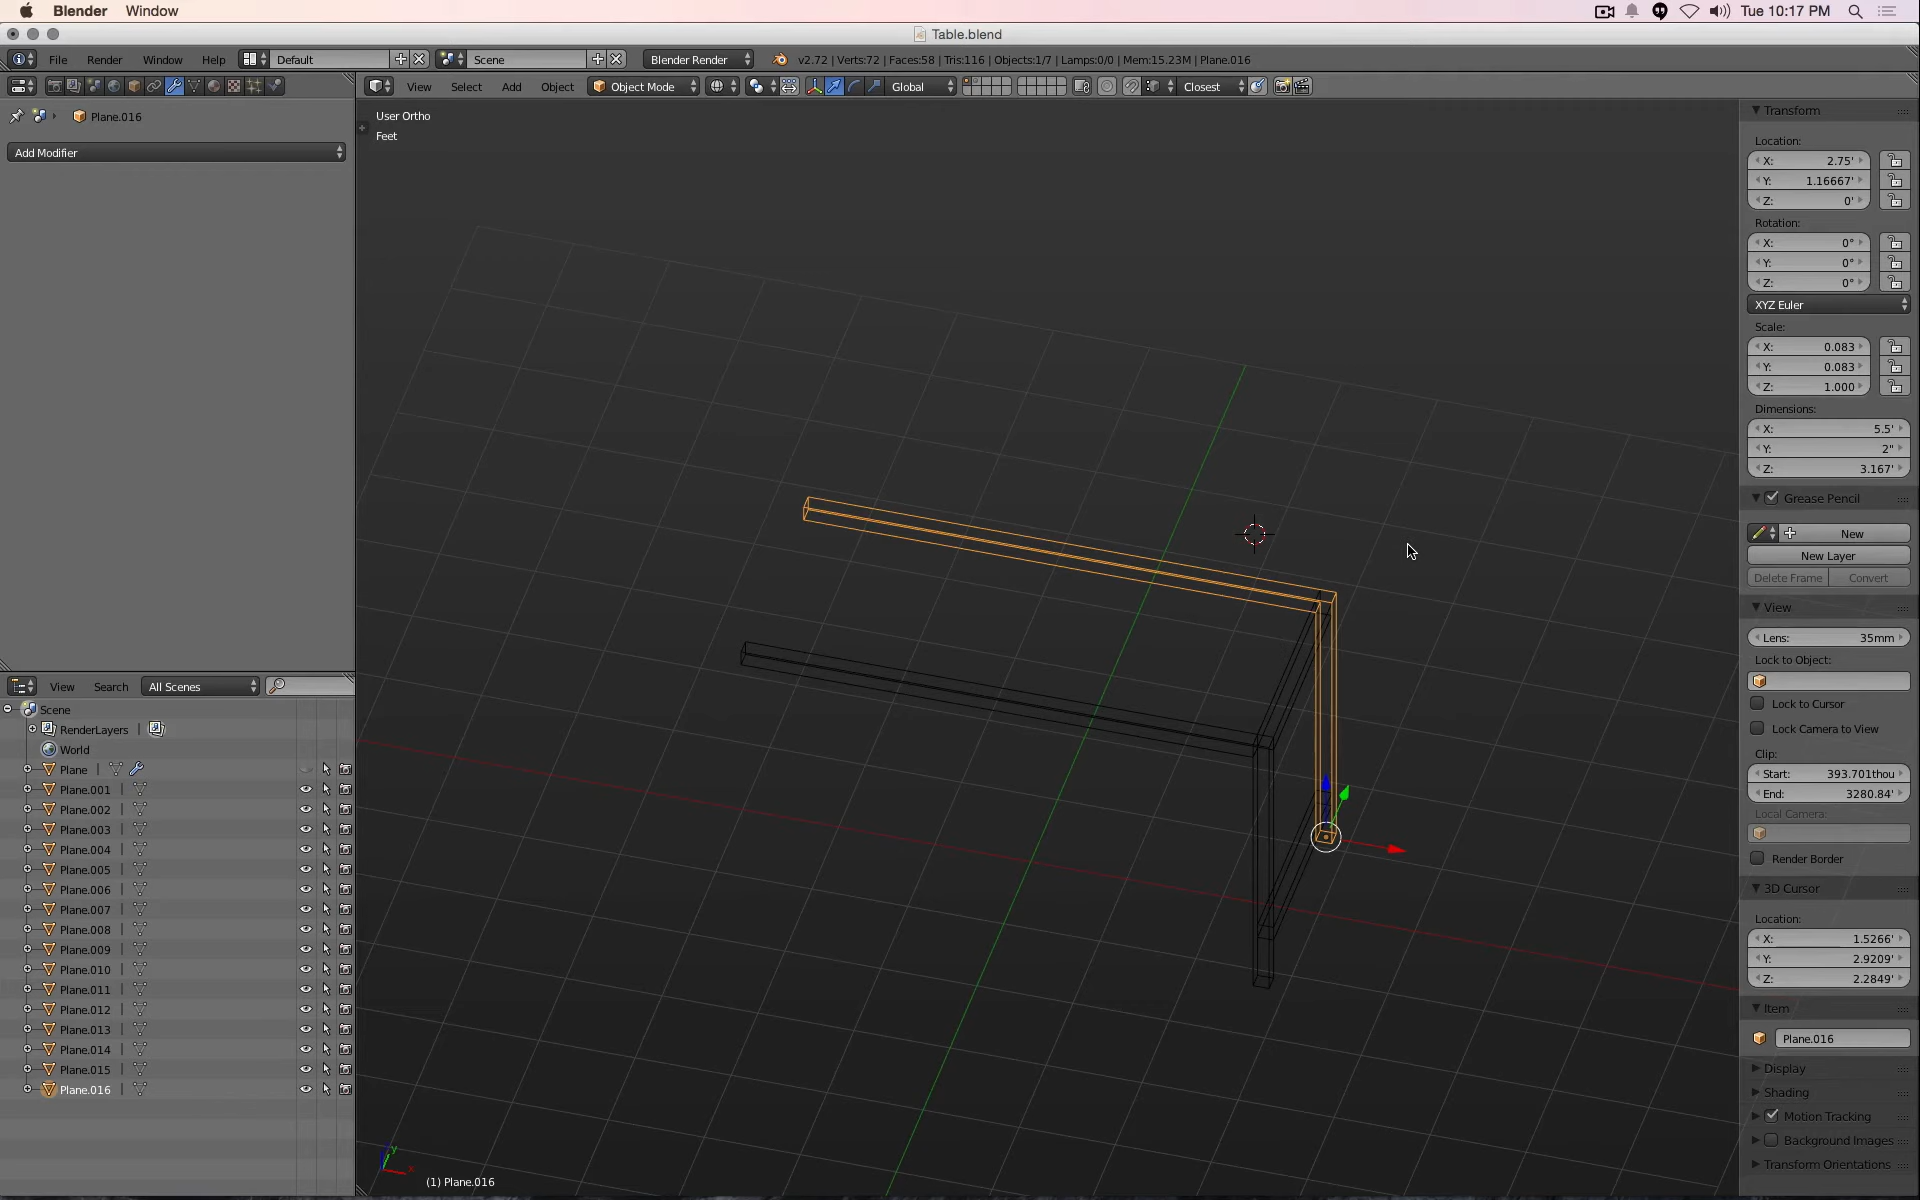 Blender Window Tue 10:17 PM
Table.blend
File Render Window Help Default Scene Blender Render v2.72 | Verts:72 | Faces:58 | Tris:116 | Objects:1/7 | Lamps:0/0 | Mem:15.23M | Plane.016
View Select Add Object Object Mode Global Closest
Plane.016
Add Modifier
User Ortho
Feet
Transform
Location:
X: 2.75'
Y: 1.16667'
Z: 0'
Rotation:
X: 0°
Y: 0°
Z: 0°
XYZ Euler
Scale:
X: 0.083
Y: 0.083
Z: 1.000
Dimensions:
X: 5.5'
Y: 2"
Z: 3.167'
Grease Pencil
New
New Layer
Delete Frame Convert
View
Lens: 35mm
Lock to Object:
Lock to Cursor
Lock Camera to View
Clip:
Start: 393.701thou
End: 3280.84'
Local Camera:
Render Border
3D Cursor
Location:
X: 1.5266'
Y: 2.9209'
Z: 2.2849'
Item
Plane.016
Display
Shading
Motion Tracking
Background Images
Transform Orientations
View Search All Scenes
Scene
RenderLayers |
World
Plane |
Plane.001 |
Plane.002 |
Plane.003 |
Plane.004 |
Plane.005 |
Plane.006 |
Plane.007 |
Plane.008 |
Plane.009 |
Plane.010 |
Plane.011 |
Plane.012 |
Plane.013 |
Plane.014 |
Plane.015 |
Plane.016 |
y
x
(1) Plane.016